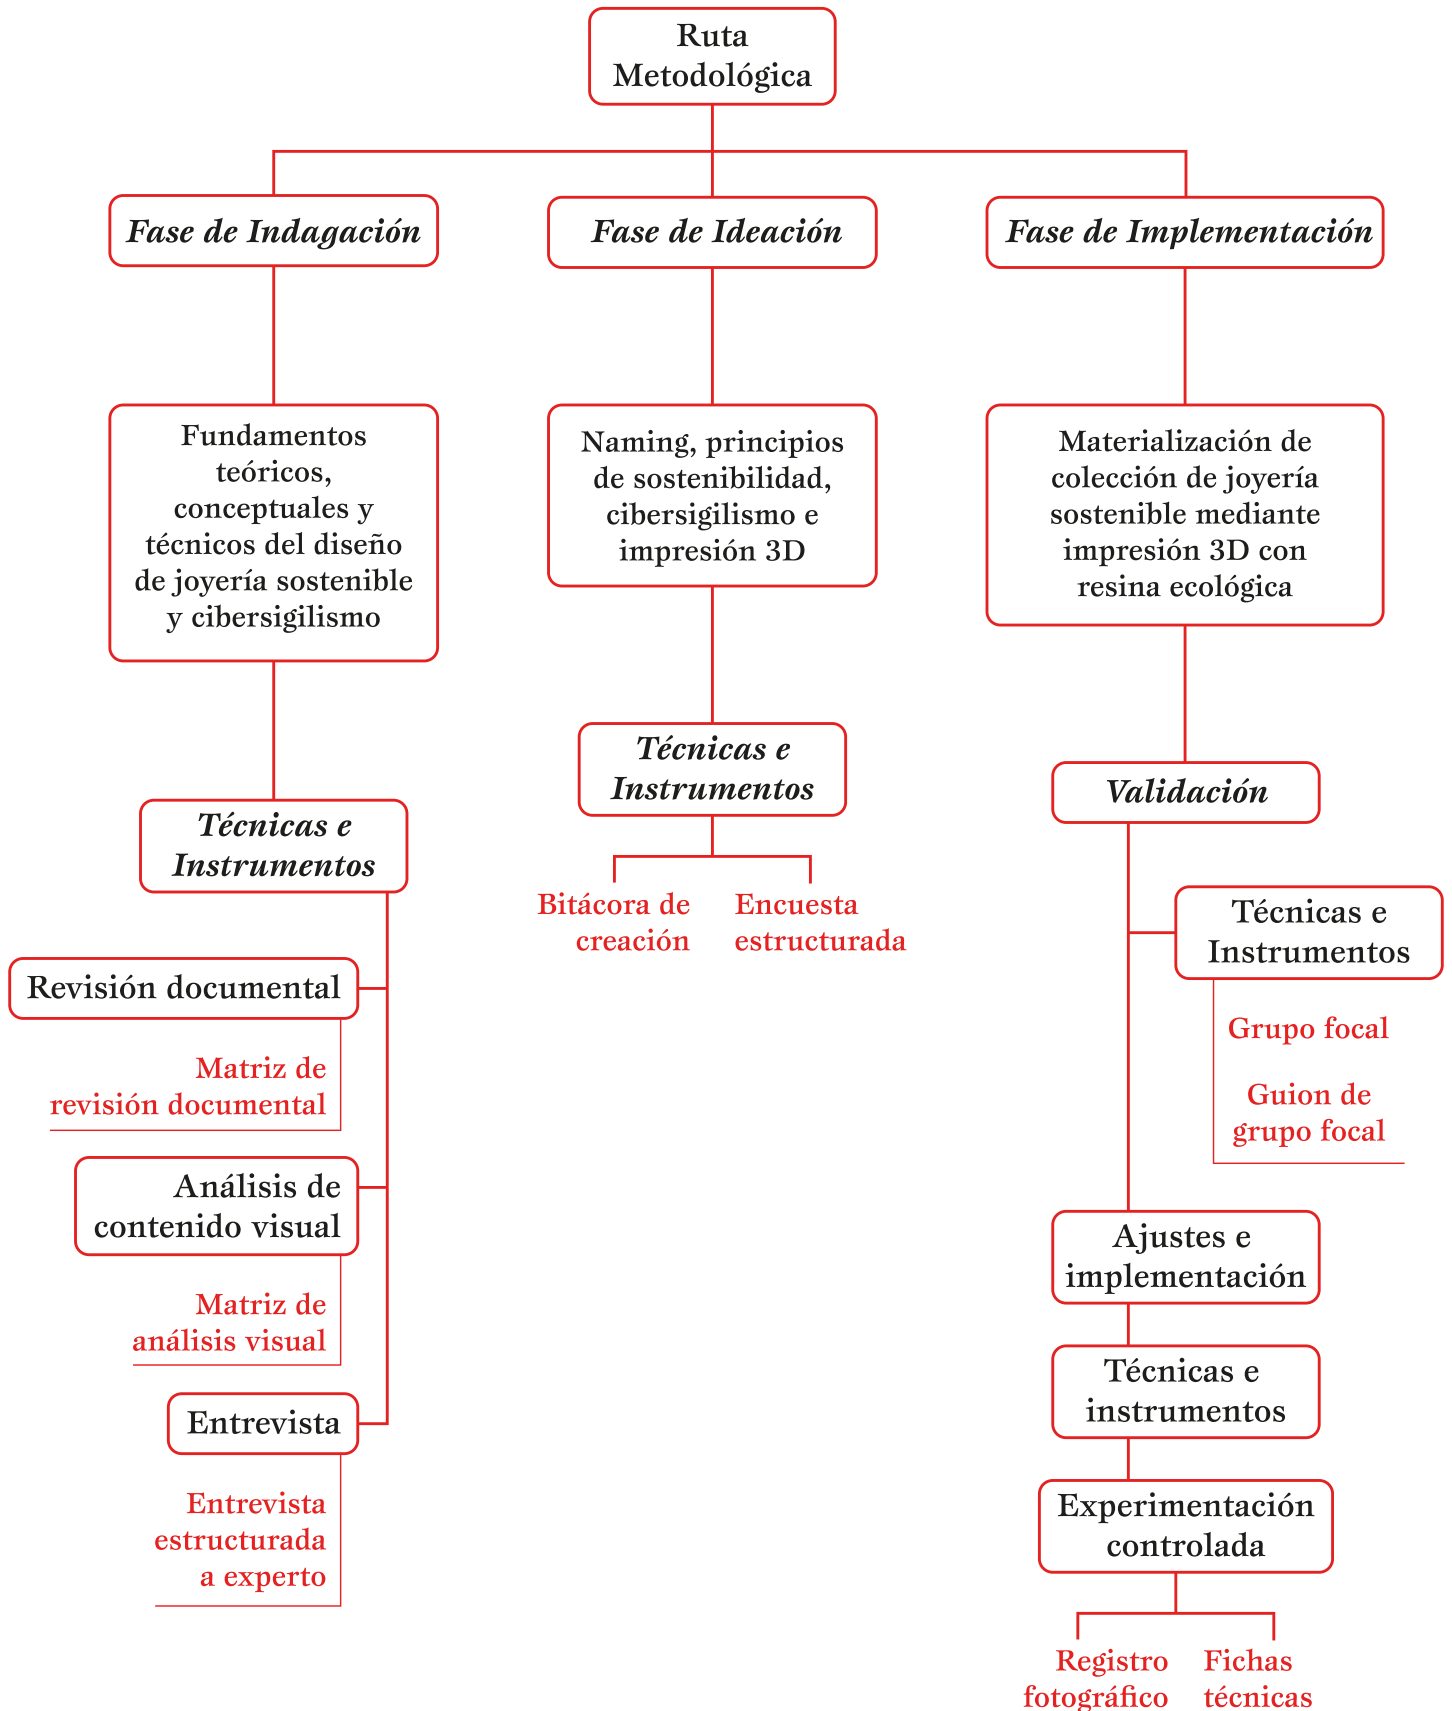 Ruta
Metodológica
Fase de Indagación
Fase de Ideación
Fase de Implementación
Fundamentos
teóricos,
conceptuales y
técnicos del diseño
de joyería sostenible
y cibersigilismo
Técnicas e
Instrumentos
Revisión documental
Matriz de
revisión documental
Análisis de
contenido visual
Matriz de
análisis visual
Entrevista
Entrevista
estructurada
a experto
Naming, principios
de sostenibilidad,
cibersigilismo e
impresión 3D
Técnicas e
Instrumentos
Bitácora de
creación
Encuesta
estructurada
Materialización de
colección de joyería
sostenible mediante
impresión 3D con
resina ecológica
Validación
Técnicas e
Instrumentos
Grupo focal
Guion de
grupo focal
Ajustes e
implementación
Técnicas e
instrumentos
Experimentación
controlada
Registro
fotográfico
Fichas
técnicas